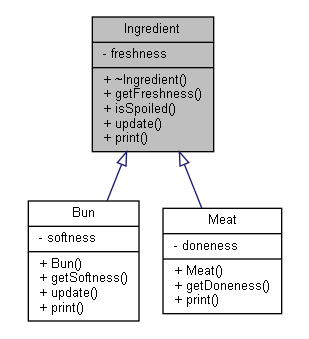 Ingredient
- freshness
+ ~Ingredient()
+ getFreshness()
+ isSpoiled()
+ update()
+ print()
Bun
- softness
+ Bun()
+ getSoftness()
+ update()
+ print()
Meat
- doneness
+ Meat()
+ getDoneness()
+ print()